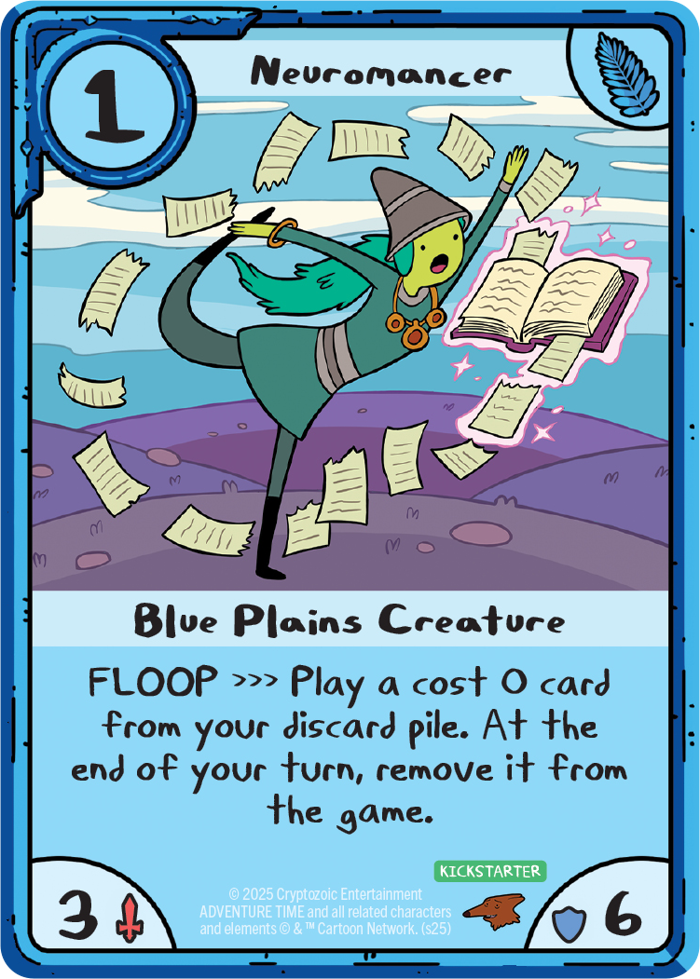 1
Neuromancer
Blue Plains Creature
FLOOP >>> Play a cost 0 card
from your discard pile. At the
end of your turn, remove it from
the game.
KICKSTARTER
© 2025 Cryptozoic Entertainment
ADVENTURE TIME and all related characters
and elements © & ™ Cartoon Network. (s25)
3
6